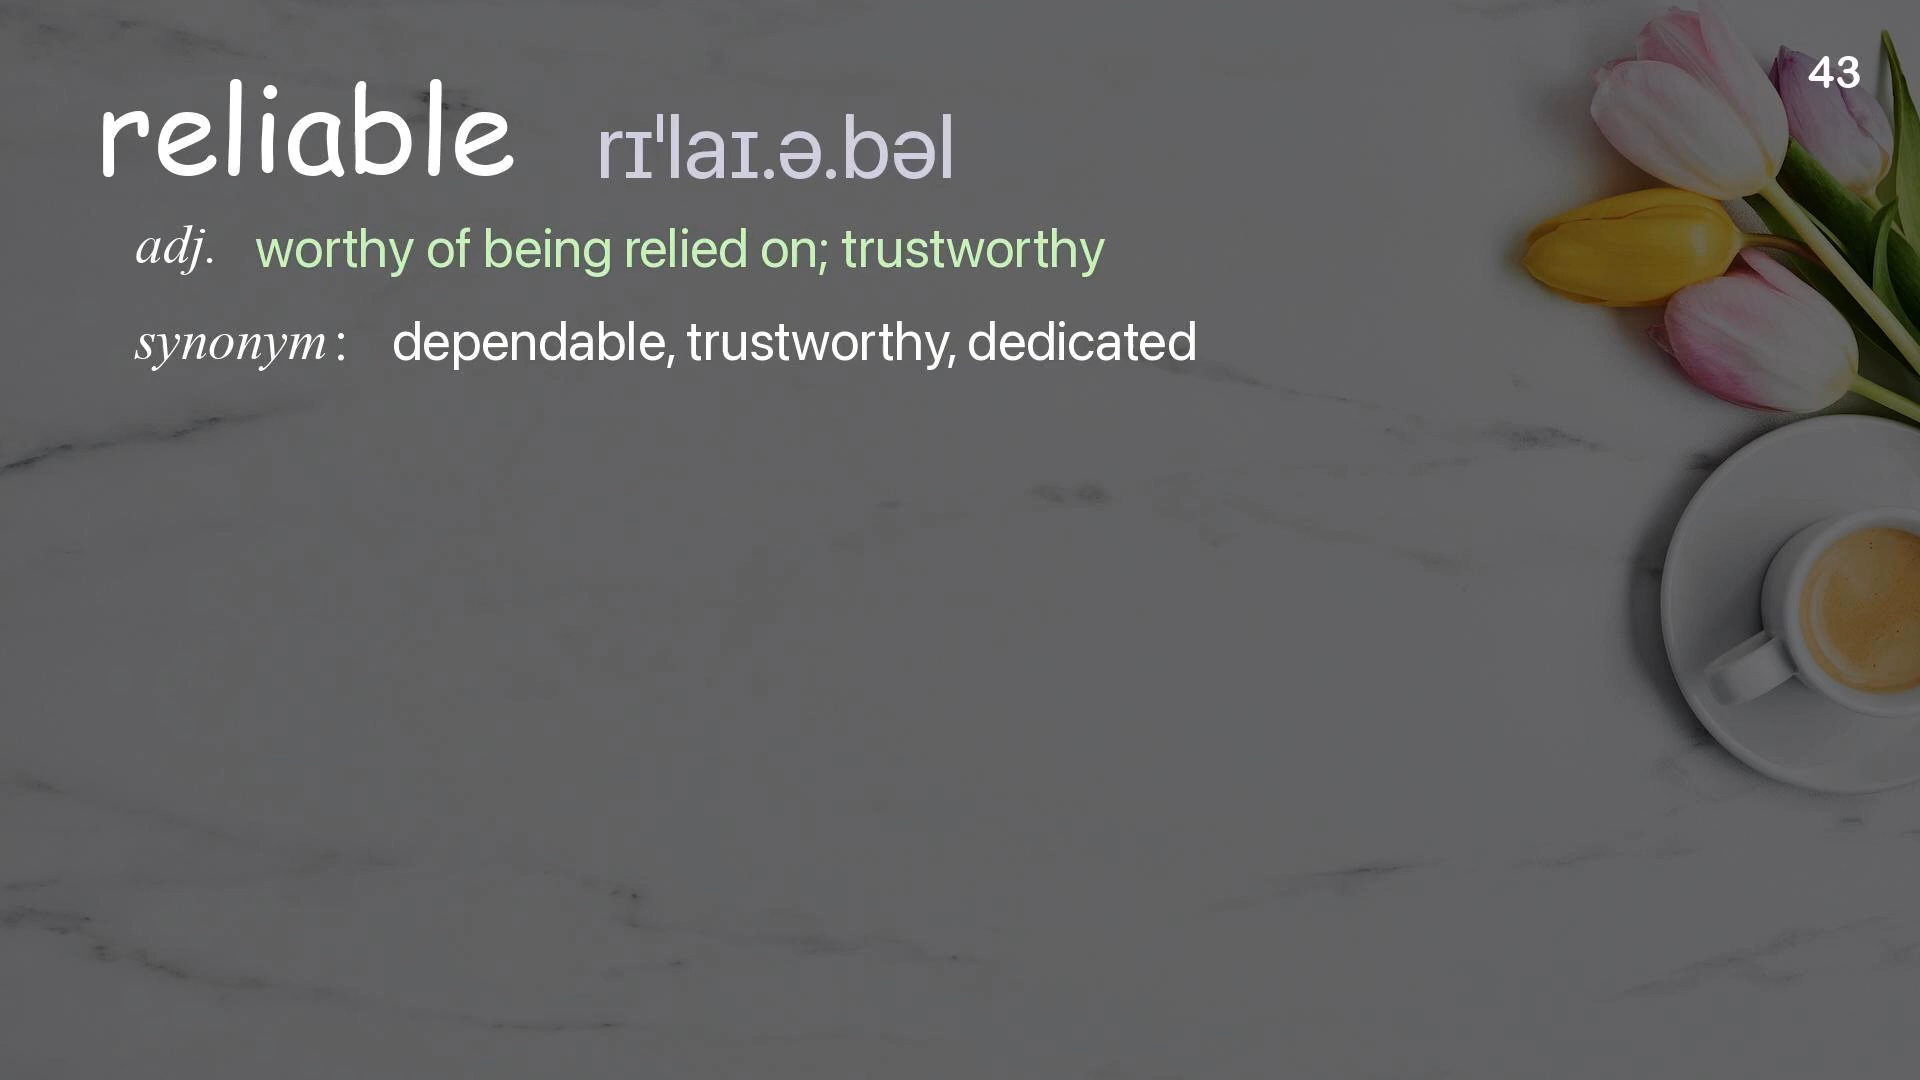 43
reliable rɪˈlaɪ.ə.bəl
adj. worthy of being relied on; trustworthy
synonym: dependable, trustworthy, dedicated